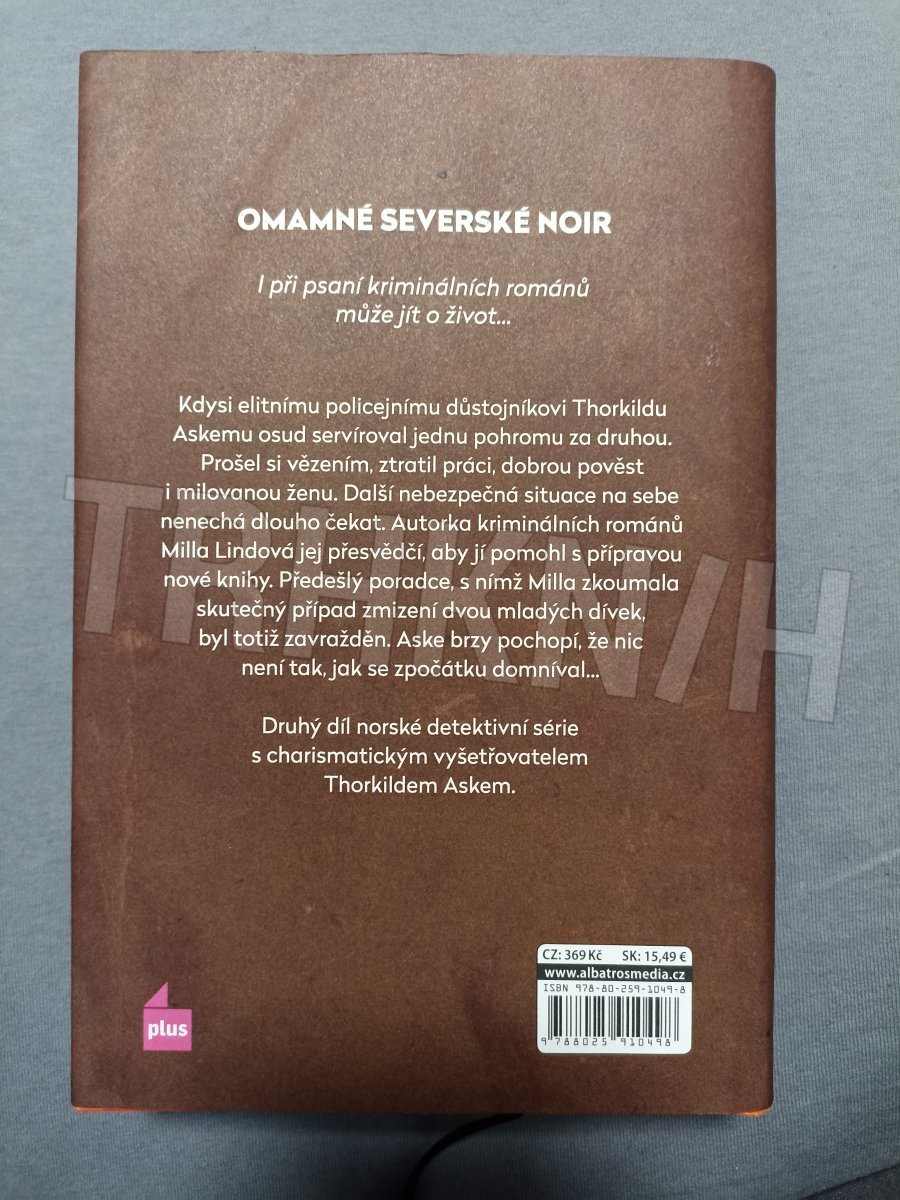 OMAMNÉ SEVERSKÉ NOIR
I při psaní kriminálních románů
může jít o život...
Kdysi elitnímu policejnímu důstojníkovi Thorkildu
Askemu osud servíroval jednu pohromu za druhou.
Prošel si vězením, ztratil práci, dobrou pověst
i milovanou ženu. Další nebezpečná situace na sebe
nenechá dlouho čekat. Autorka kriminálních románů
Milla Lindová jej přesvědčí, aby jí pomohl s přípravou
nové knihy. Předešlý poradce, s nímž Milla zkoumala
skutečný případ zmizení dvou mladých dívek,
byl totiž zavražděn. Aske brzy pochopí, že nic
není tak, jak se zpočátku domníval...
TRHKN/H
Druhý díl norské detektivní série
s charismatickým vyšetřovatelem
Thorkildem Askem.
CZ: 369 Kč SK: 15,49 €
www.albatrosmedia.cz
ISBN 978-80-259-1049-8
9 788025 910498
plus